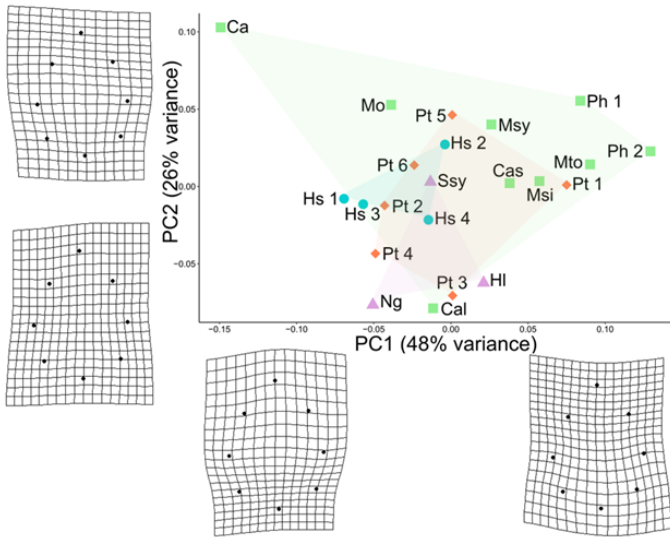 Ca
0.10
Ph 1
Mo
Pt 5
0.05
Msy
Hs 2
Ph 2
Mto
Pt 6
Cas
Ssy
Pt 1
Msi
0.00
Hs 1
Hs 3
Pt 2
Hs 4
Pt 4
-0.05
Pt 3
Hl
Ng
Cal
PC2 (26% variance)
-0.15 -0.10 -0.05 0.00 0.05 0.10
PC1 (48% variance)